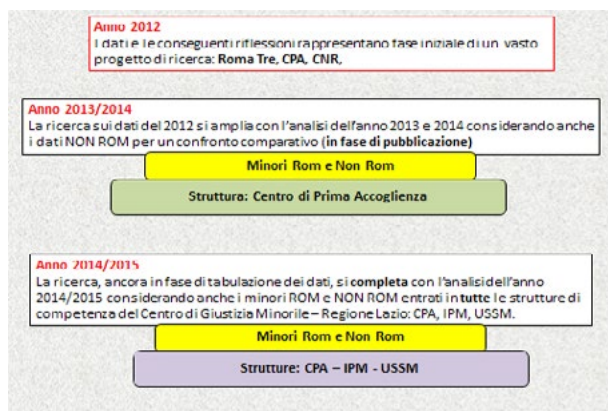 Anno 2012
I dati e le conseguenti riflessioni rappresentano fase iniziale di un vasto
progetto di ricerca: Roma Tre, CPA, CNR,
Anno 2013/2014
La ricerca sui dati del 2012 si amplia con l'analisi dell'anno 2013 e 2014 considerando anche
i dati NON ROM per un confronto comparativo (in fase di pubblicazione)
Minori Rom e Non Rom
Struttura: Centro di Prima Accoglienza
Anno 2014/2015
La ricerca, ancora in fase di tabulazione dei dati, si completa con l'analisi dell'anno
2014/2015 considerando anche i minori ROM e NON ROM entrati in tutte le strutture di
competenza del Centro di Giustizia Minorile – Regione Lazio: CPA, IPM, USSM.
Minori Rom e Non Rom
Strutture: CPA – IPM - USSM